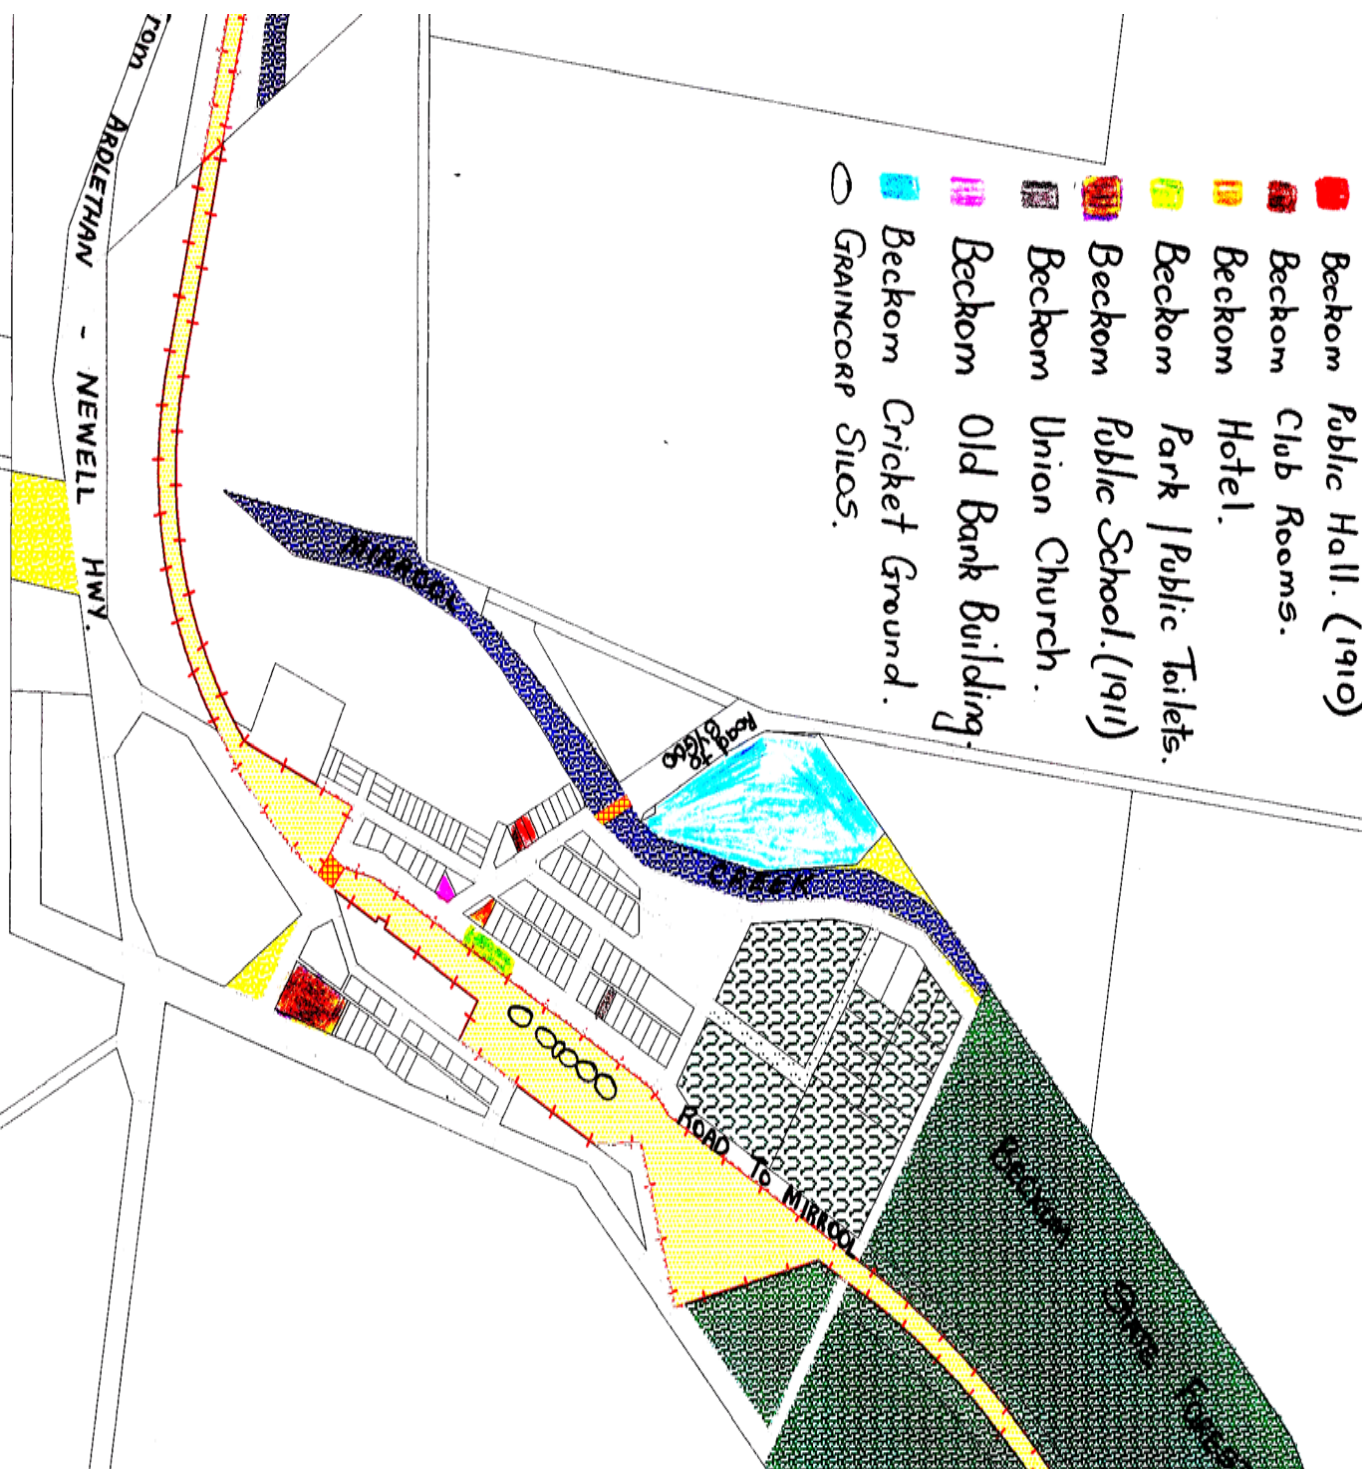 Beckom Public Hall. (1910)
Beckom Club Rooms.
Beckom Hotel.
Beckom Park / Public Toilets.
Beckom Public School. (1911)
Beckom Union Church.
Beckom Old Bank Building.
Beckom Cricket Ground.
GRAINCORP SILOS.
from ARDLETHAN - NEWELL HWY.
MIRROOL
CREEK
Road to
BYGOO
ROAD TO MIRROOL
BECKOM STATE FOREST